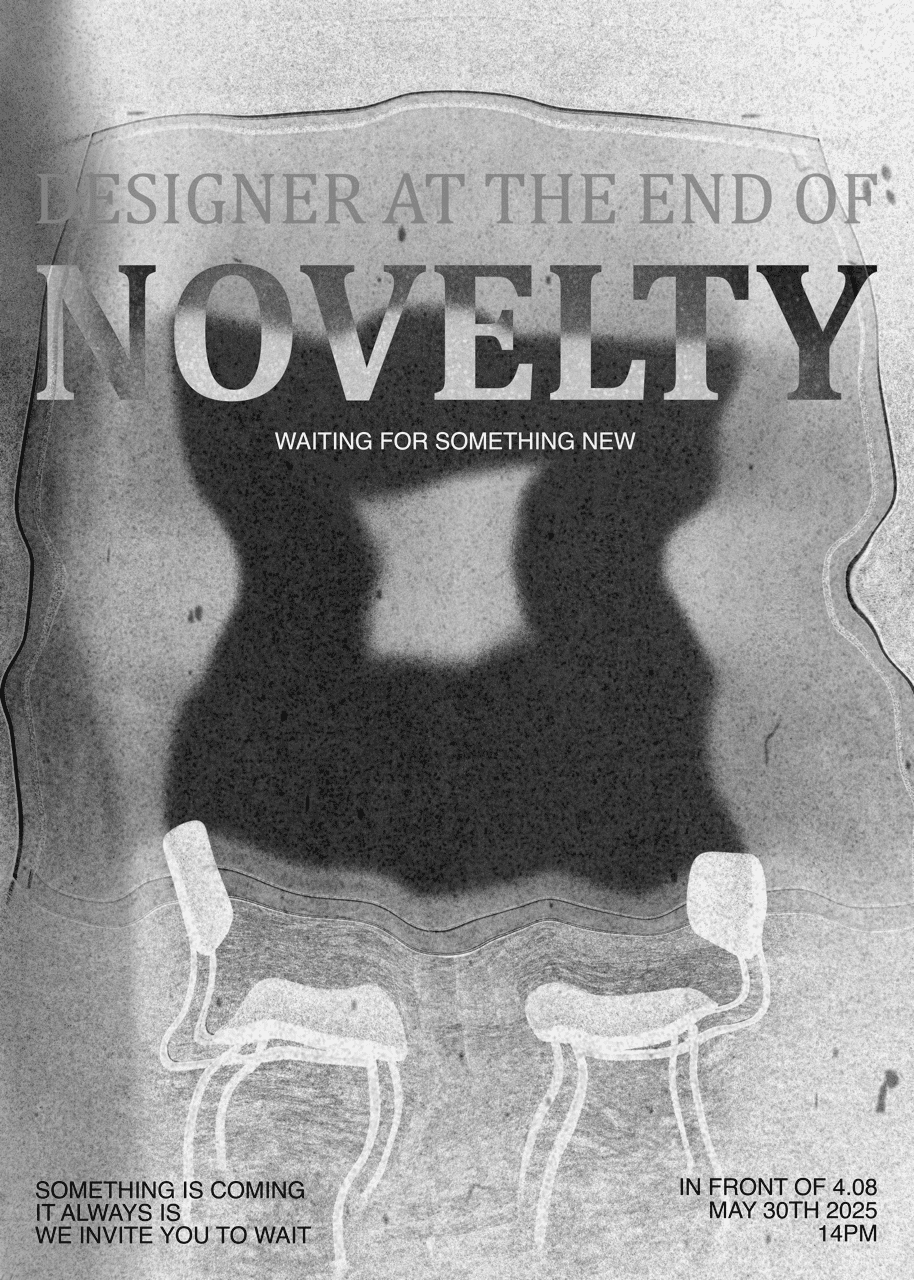 DESIGNER AT THE END OF
NOVELTY
WAITING FOR SOMETHING NEW
SOMETHING IS COMING
IT ALWAYS IS
WE INVITE YOU TO WAIT
IN FRONT OF 4.08
MAY 30TH 2025
14PM